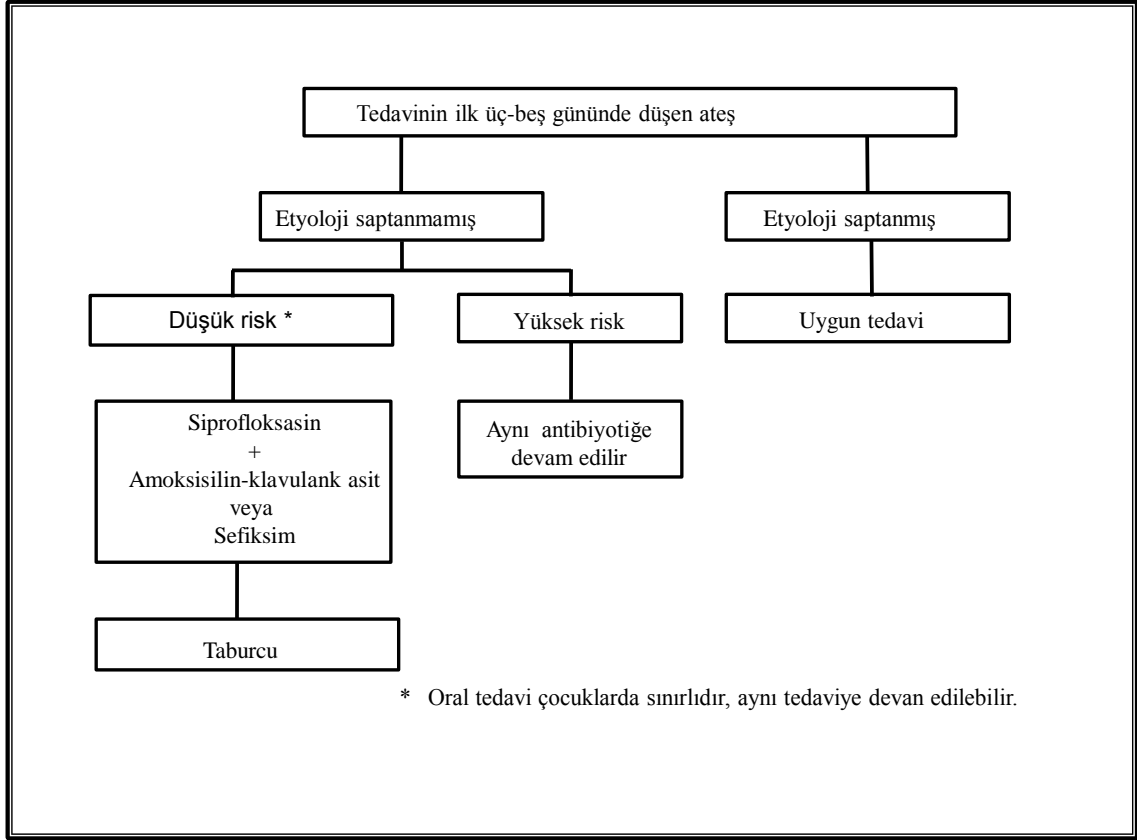 Tedavinin ilk üç-beş gününde düşen ateş
Etyoloji saptanmamış
Etyoloji saptanmış
Düşük risk *
Yüksek risk
Uygun tedavi
Siprofloksasin
+
Amoksisilin-klavulank asit
veya
Sefiksim
Aynı antibiyotiğe
devam edilir
Taburcu
* Oral tedavi çocuklarda sınırlıdır, aynı tedaviye devan edilebilir.